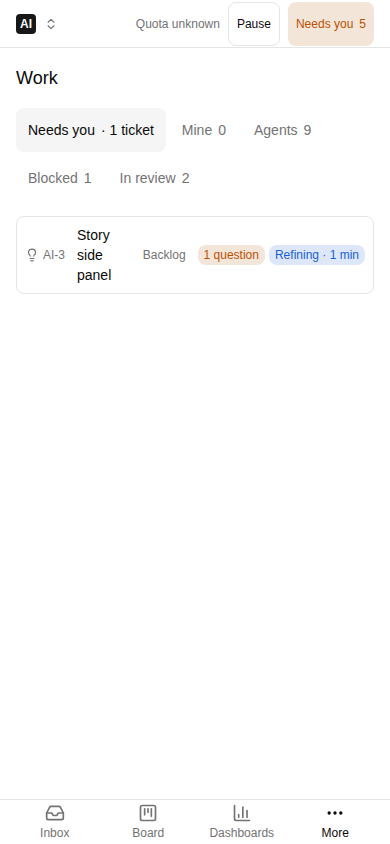 AI Quota unknown Pause Needs you 5
Work
Needs you · 1 ticket Mine 0 Agents 9
Blocked 1 In review 2
AI-3 Story side panel Backlog 1 question Refining · 1 min
Inbox Board Dashboards More